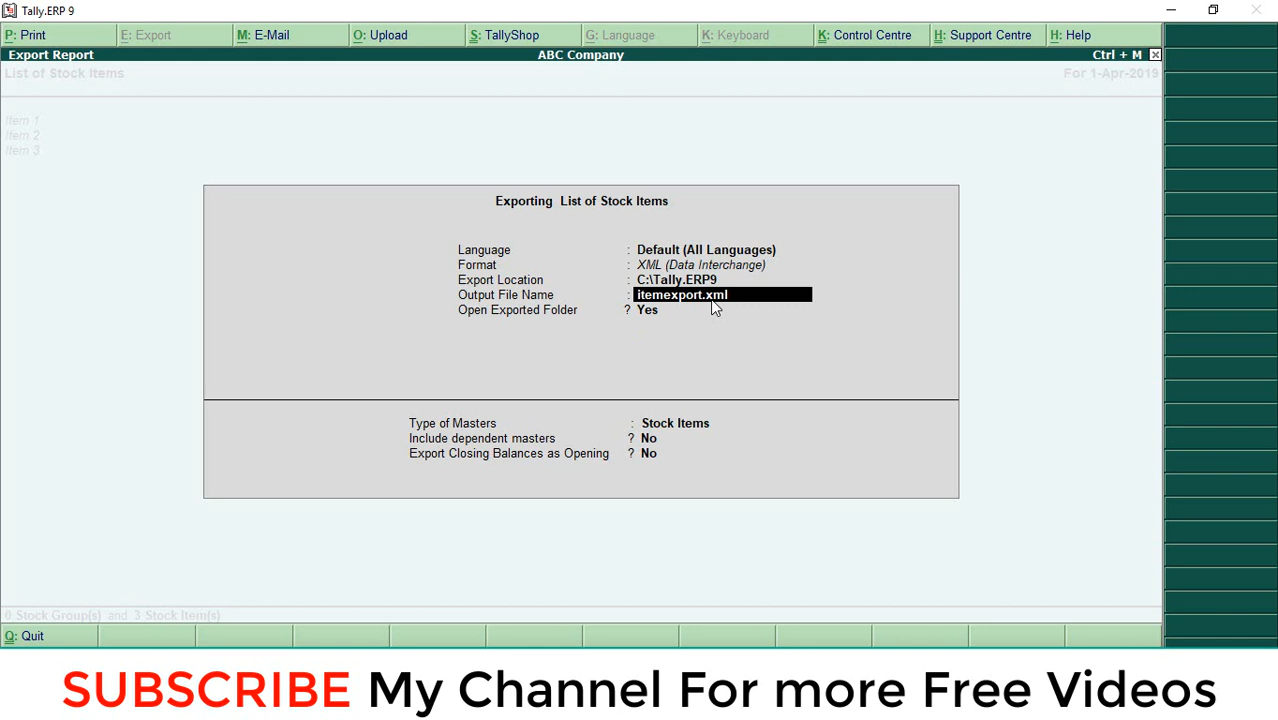 Tally.ERP 9
P: Print E: Export M: E-Mail O: Upload S: TallyShop G: Language K: Keyboard K: Control Centre H: Support Centre H: Help
Export Report ABC Company Ctrl + M
List of Stock Items For 1-Apr-2019
Item 1
Item 2
Item 3
Exporting List of Stock Items
Language : Default (All Languages)
Format : XML (Data Interchange)
Export Location : C:\Tally.ERP9
Output File Name : itemexport.xml
Open Exported Folder ? Yes
Type of Masters : Stock Items
Include dependent masters ? No
Export Closing Balances as Opening ? No
0 Stock Group(s) and 3 Stock Item(s)
Q: Quit
SUBSCRIBE My Channel For more Free Videos